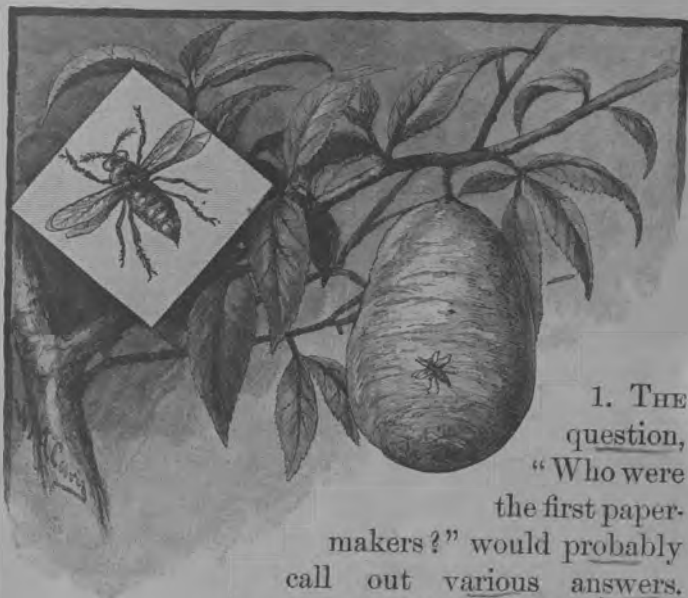 1. THE
question,
“Who were
the first paper-
makers?” would probably
call out various answers.